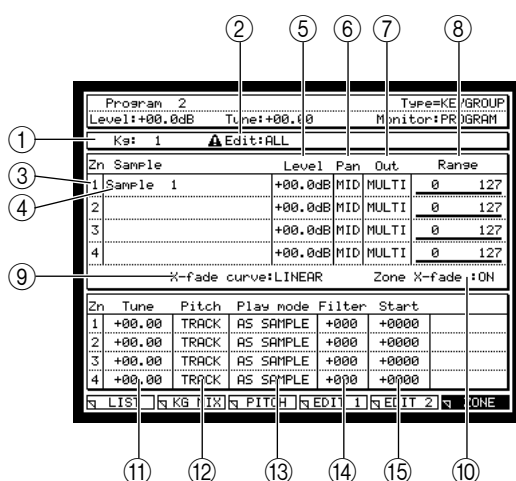 ② ⑤ ⑥ ⑦ ⑧
Program 2 Type=KEYGROUP
Level:+00.0dB Tune:+00.00 Monitor:PROGRAM
① Kg: 1 Edit:ALL
Zn Sample Level Pan Out Range
③ 1 Sample 1 +00.0dB MID MULTI 0 127
④ 2 +00.0dB MID MULTI 0 127
3 +00.0dB MID MULTI 0 127
4 +00.0dB MID MULTI 0 127
⑨ X-fade curve:LINEAR Zone X-fade :ON
Zn Tune Pitch Play mode Filter Start
1 +00.00 TRACK AS SAMPLE +000 +0000
2 +00.00 TRACK AS SAMPLE +000 +0000
3 +00.00 TRACK AS SAMPLE +000 +0000
4 +00.00 TRACK AS SAMPLE +000 +0000
LIST KG MIX PITCH EDIT 1 EDIT 2 ZONE
⑪ ⑫ ⑬ ⑭ ⑮ ⑩